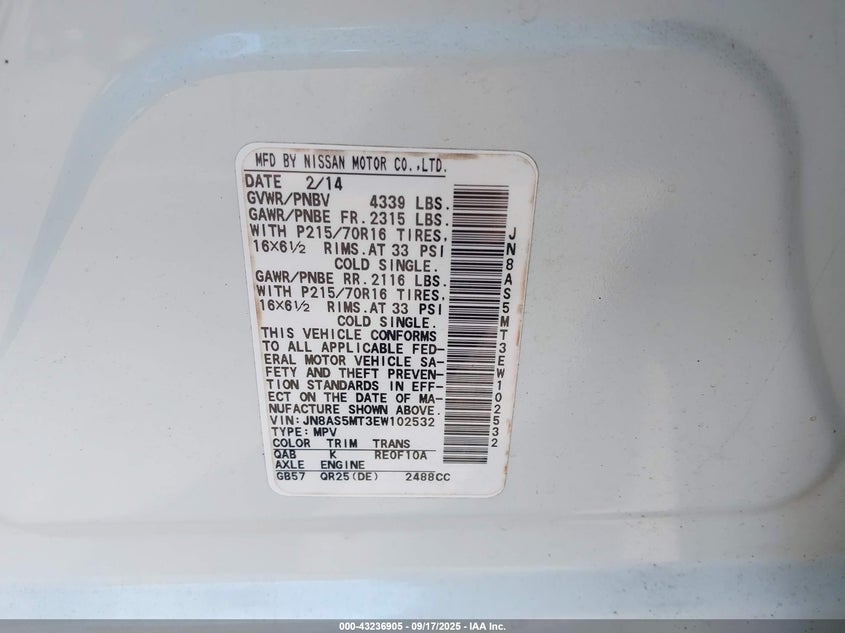 MFD BY NISSAN MOTOR CO.,LTD.
DATE 2/14
GVWR/PNBV 4339 LBS.
GAWR/PNBE FR.2315 LBS.
WITH P215/70R16 TIRES,
16X6½ RIMS.AT 33 PSI
COLD SINGLE.
GAWR/PNBE RR.2116 LBS.
WITH P215/70R16 TIRES,
16X6½ RIMS.AT 33 PSI
COLD SINGLE.
THIS VEHICLE CONFORMS
TO ALL APPLICABLE FED-
ERAL MOTOR VEHICLE SA-
FETY AND THEFT PREVEN-
TION STANDARDS IN EFF-
ECT ON THE DATE OF MA-
NUFACTURE SHOWN ABOVE.
VIN:JN8AS5MT3EW102532
TYPE:MPV
COLOR TRIM TRANS
QAB K RE0F10A
AXLE ENGINE
GB57 QR25(DE) 2488CC
JN8AS5MT3EW102532
000-43236905 - 09/17/2025 - IAA Inc.